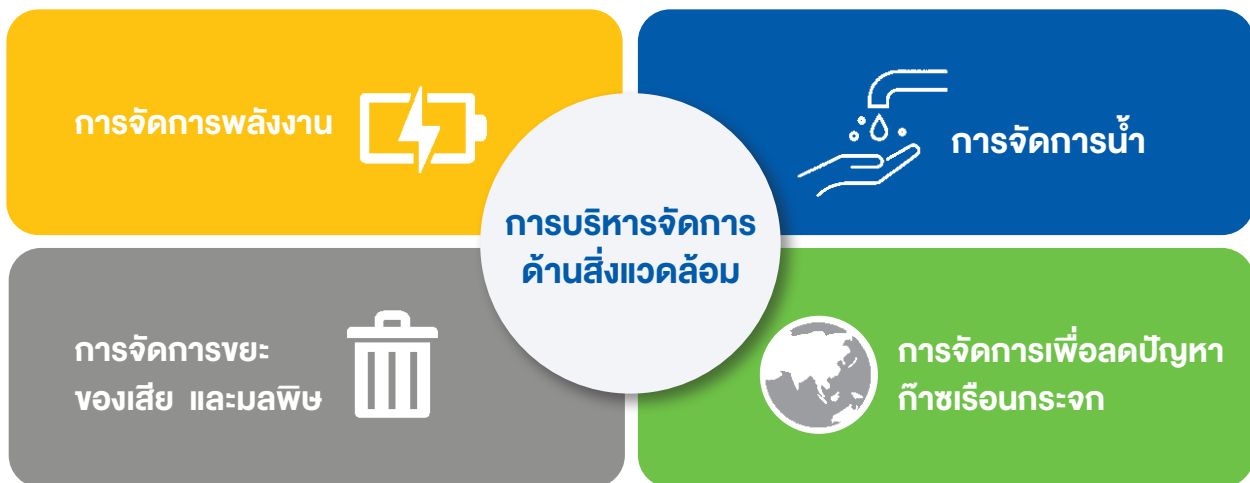 การจัดการพลังงาน
การจัดการน้ำ
การบริหารจัดการ
ด้านสิ่งแวดล้อม
การจัดการขยะ
ของเสีย และมลพิษ
การจัดการเพื่อลดปัญหา
ก๊าซเรือนกระจก